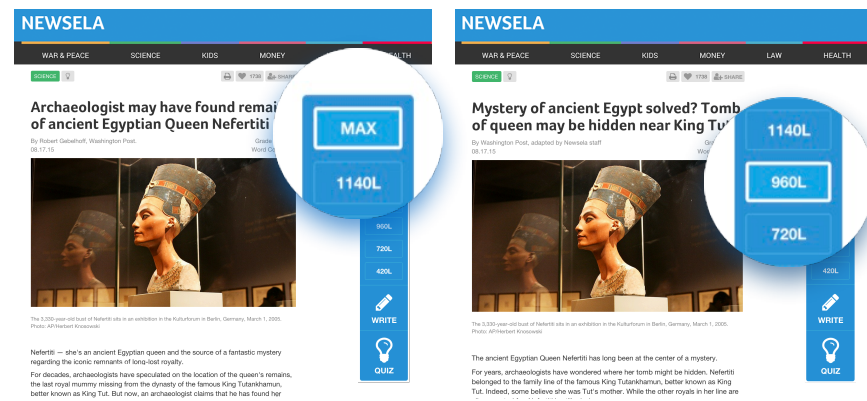 NEWSELA
WAR & PEACE
SCIENCE
KIDS
MONEY
SCIENCE
1738
SHARE
Archaeologist may have found
of ancient Egyptian Queen Nefertiti
By Robert Gebelhoff, Washington Post.
08.17.15
MAX
1140L
960L
720L
420L
WRITE
QUIZ
The 3,330-year-old bust of Nefertiti sits in an exhibition in the Kulturforum in Berlin, Germany, March 1, 2005.
Photo: AP/Herbert Knosowski
Nefertiti — she's an ancient Egyptian queen and the source of a fantastic mystery
regarding the iconic remnants of long-lost royalty.
For decades, archaeologists have speculated on the location of the queen's remains,
the last royal mummy missing from the dynasty of the famous King Tutankhamun,
better known as King Tut. But now, an archaeologist claims that he has found her
NEWSELA
WAR & PEACE
SCIENCE
KIDS
MONEY
LAW
HEALTH
SCIENCE
1738
SHARE
Mystery of ancient Egypt solved? Tomb
of queen may be hidden near King
By Washington Post, adapted by Newsela staff
08.17.15
1140L
960L
720L
420L
WRITE
QUIZ
The 3,330-year-old bust of Nefertiti sits in an exhibition in the Kulturforum in Berlin, Germany, March 1, 2005.
Photo: AP/Herbert Knosowski
The ancient Egyptian Queen Nefertiti has long been at the center of a mystery.
For years, archaeologists have wondered where her tomb might be hidden. Nefertiti
belonged to the family line of the famous King Tutankhamun, better known as King
Tut. Indeed, some believe she was Tut's mother. While the other royals in her line are